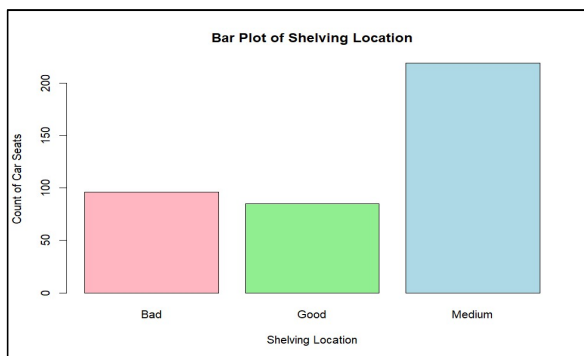 Bar Plot of Shelving Location
Count of Car Seats
200
150
100
50
0
Bad Good Medium
Shelving Location